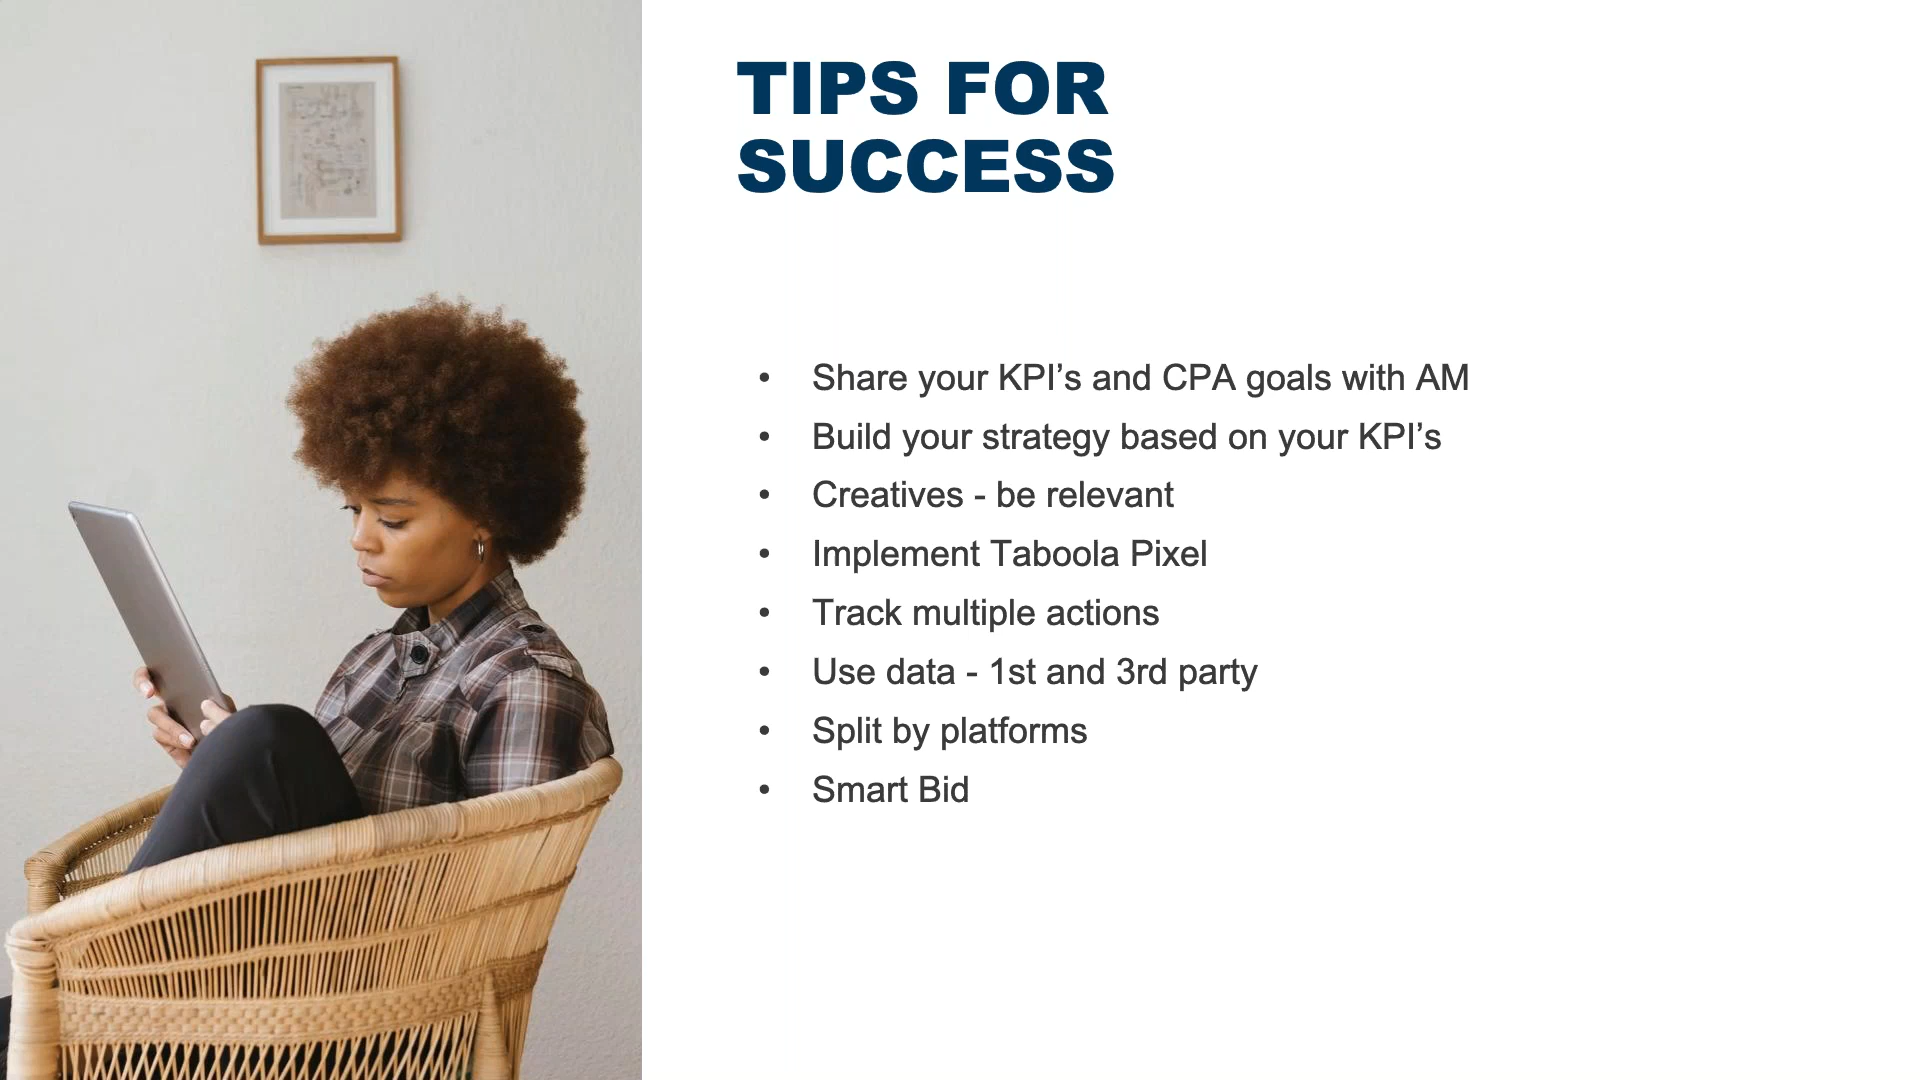 TIPS FOR
SUCCESS
• Share your KPI’s and CPA goals with AM
• Build your strategy based on your KPI’s
• Creatives - be relevant
• Implement Taboola Pixel
• Track multiple actions
• Use data - 1st and 3rd party
• Split by platforms
• Smart Bid